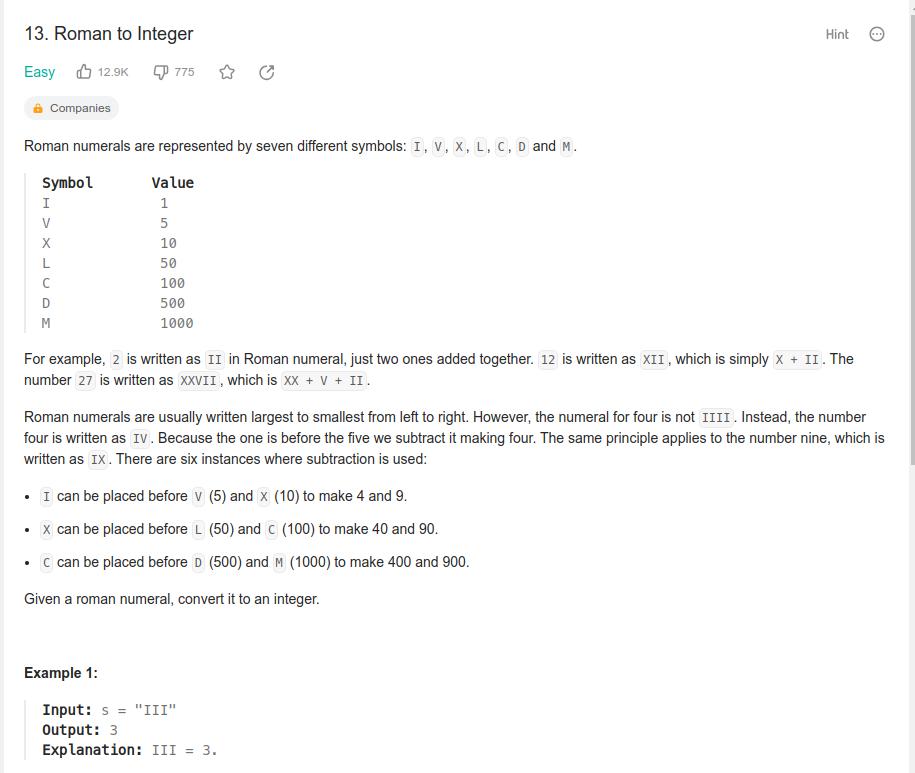 13. Roman to Integer
Hint
Easy 12.9K 775
Companies
Roman numerals are represented by seven different symbols: I, V, X, L, C, D and M.
Symbol Value
I 1
V 5
X 10
L 50
C 100
D 500
M 1000
For example, 2 is written as II in Roman numeral, just two ones added together. 12 is written as XII, which is simply X + II. The
number 27 is written as XXVII, which is XX + V + II.
Roman numerals are usually written largest to smallest from left to right. However, the numeral for four is not IIII. Instead, the number
four is written as IV. Because the one is before the five we subtract it making four. The same principle applies to the number nine, which is
written as IX. There are six instances where subtraction is used:
• I can be placed before V (5) and X (10) to make 4 and 9.
• X can be placed before L (50) and C (100) to make 40 and 90.
• C can be placed before D (500) and M (1000) to make 400 and 900.
Given a roman numeral, convert it to an integer.
Example 1:
Input: s = "III"
Output: 3
Explanation: III = 3.